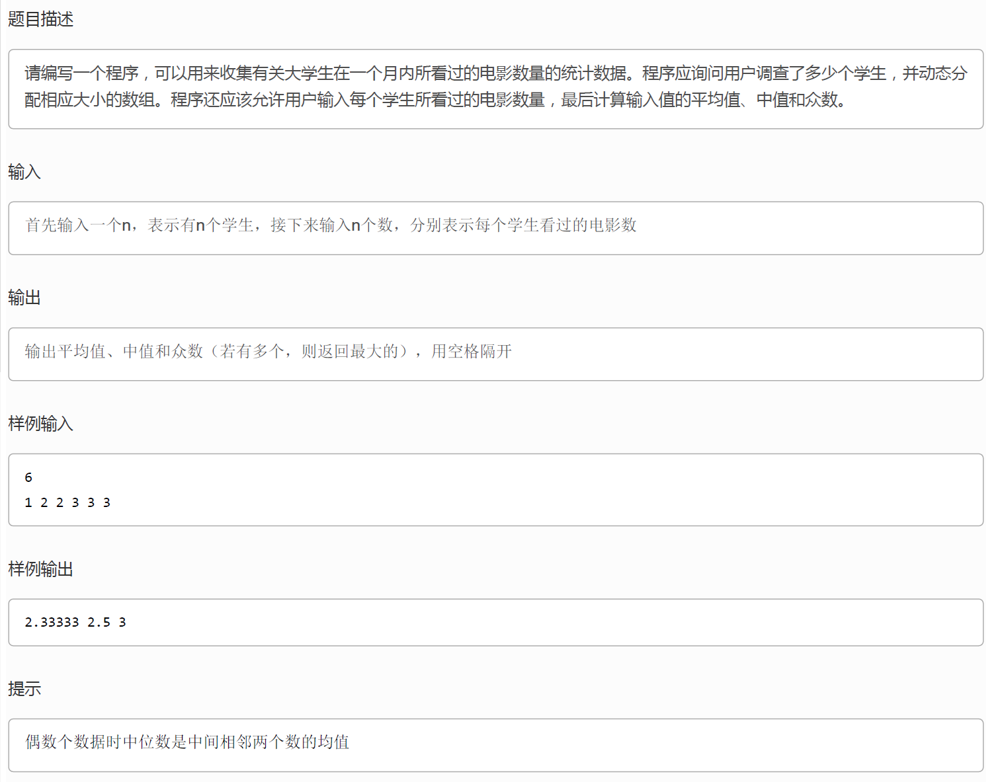 题目描述
请编写一个程序，可以用来收集有关大学生在一个月内所看过的电影数量的统计数据。程序应询问用户调查了多少个学生，并动态分
配相应大小的数组。程序还应该允许用户输入每个学生所看过的电影数量，最后计算输入值的平均值、中值和众数。
输入
首先输入一个n，表示有n个学生，接下来输入n个数，分别表示每个学生看过的电影数
输出
输出平均值、中值和众数（若有多个，则返回最大的），用空格隔开
样例输入
6
1 2 2 3 3 3
样例输出
2.33333 2.5 3
提示
偶数个数据时中位数是中间相邻两个数的均值